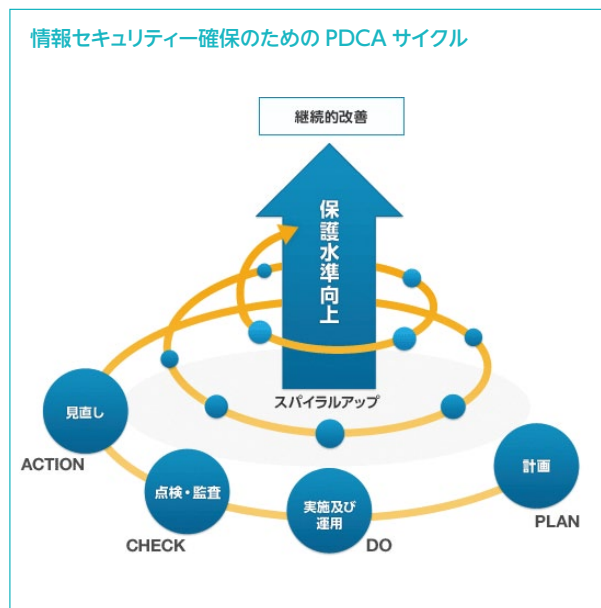 情報セキュリティー確保のための PDCA サイクル
継続的改善
保護水準向上
スパイラルアップ
見直し
ACTION
点検・監査
CHECK
実施及び
運用
DO
計画
PLAN